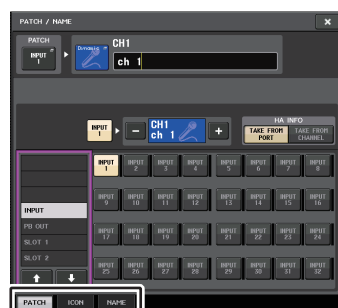 PATCH / NAME
PATCH
INPUT 1
Dynamic
CH1
ch 1
INPUT 1
CH1
ch 1
HA INFO
TAKE FROM PORT
TAKE FROM CHANNEL
INPUT
PB OUT
SLOT 1
SLOT 2
INPUT 1
INPUT 2
INPUT 3
INPUT 4
INPUT 5
INPUT 6
INPUT 7
INPUT 8
INPUT 9
INPUT 10
INPUT 11
INPUT 12
INPUT 13
INPUT 14
INPUT 15
INPUT 16
INPUT 17
INPUT 18
INPUT 19
INPUT 20
INPUT 21
INPUT 22
INPUT 23
INPUT 24
INPUT 25
INPUT 26
INPUT 27
INPUT 28
INPUT 29
INPUT 30
INPUT 31
INPUT 32
PATCH
ICON
NAME